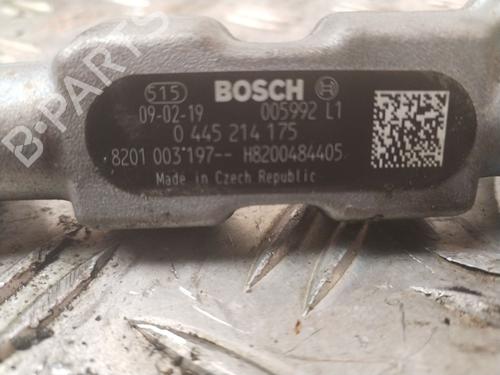 515 BOSCH
09-02-19 005992 L1
0 445 214 175
8201 003 197-- H8200484405
Made in Czech Republic